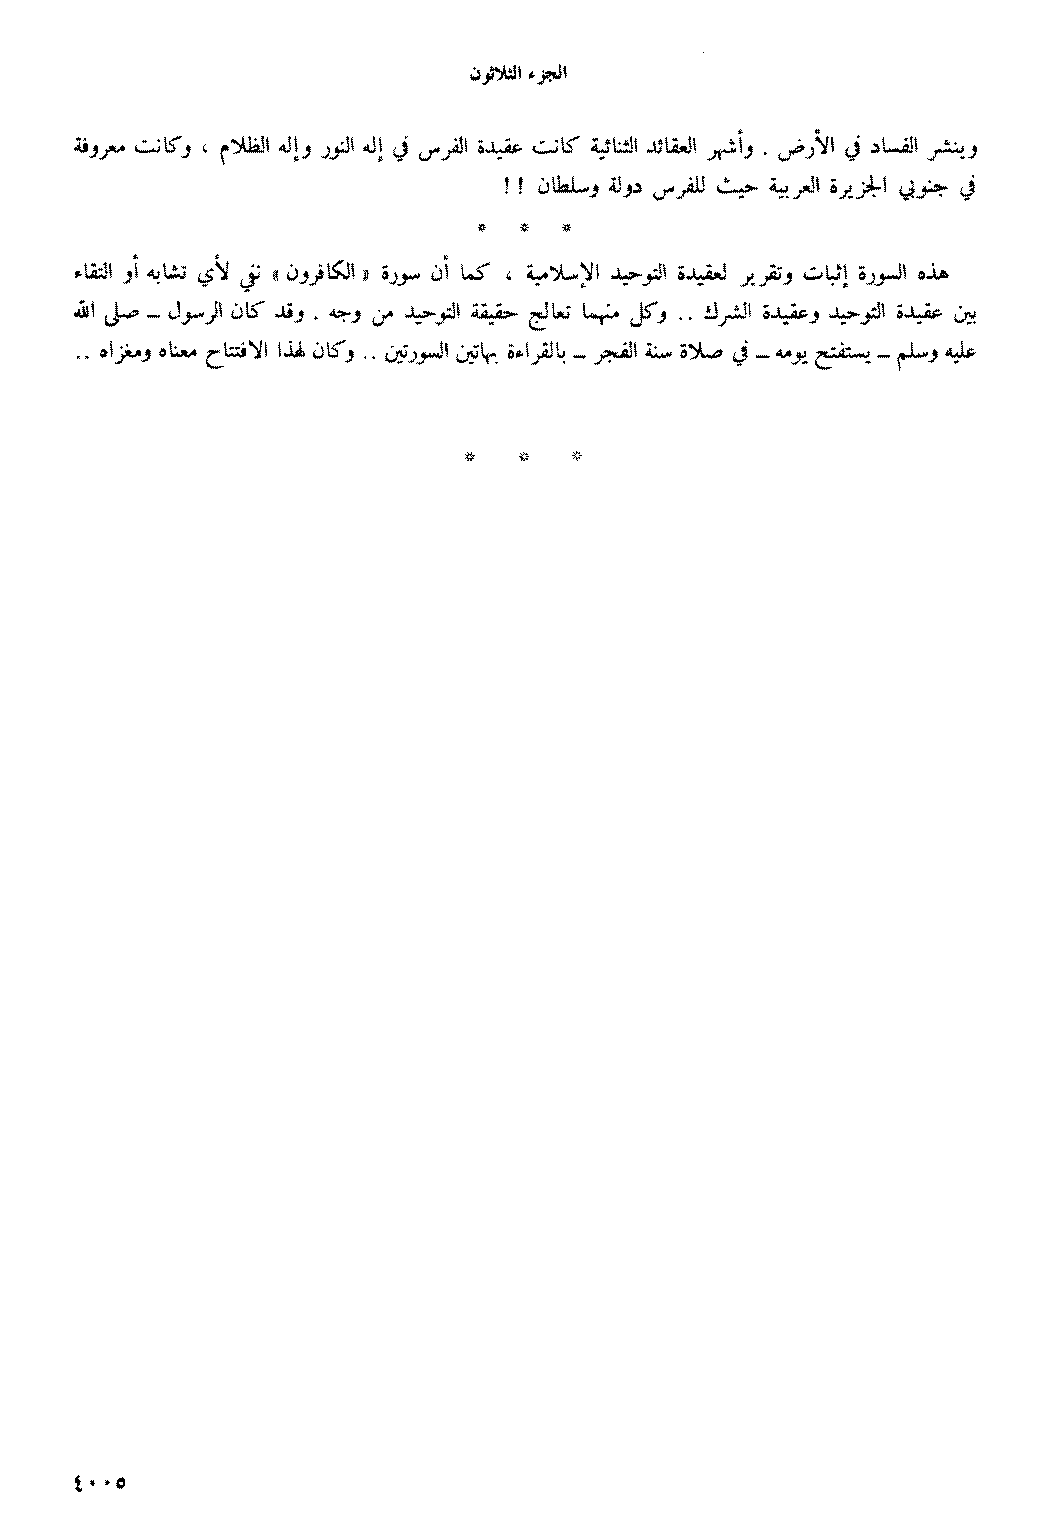 الجزء الثلاثون
وينشر الفساد في الأرض . وأشهر العقائد الثنائية كانت عقيدة الفرس في إله النور وإله الظلام ، وكانت معروفة
في جنوبي الجزيرة العربية حيث للفرس دولة وسلطان ! !
* * *
هذه السورة إثبات وتقرير لعقيدة التوحيد الإسلامية ، كما أن سورة « الكافرون » نفي لأي تشابه أو التقاء
بين عقيدة التوحيد وعقيدة الشرك .. وكل منهما تعالج حقيقة التوحيد من وجه . وقد كان الرسول – صلى الله
عليه وسلم – يستفتح يومه – في صلاة سنة الفجر – بالقراءة بهاتين السورتين .. وكان لهذا الافتتاح معناه ومغزاه ..
* * *
٤٠٠٥